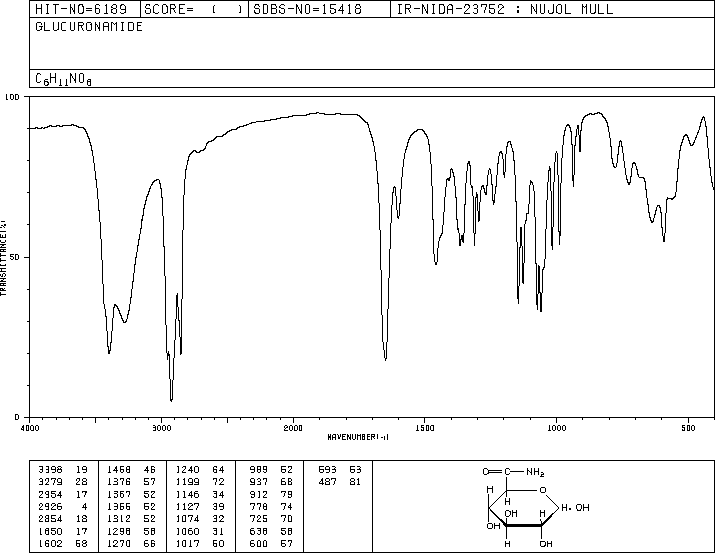 HIT-NO=6189 SCORE= ( ) SDBS-NO=15418 IR-NIDA-23752 : NUJOL MULL
GLUCURONAMIDE
C6H11NO6
100
50
0
TRANSMITTANCE(%)
4000 3000 2000 1500 1000 500
WAVENUMBER(-1)
3398 19 1458 46 1240 64 989 52 593 53
3279 28 1376 57 1199 72 937 68 487 81
2954 17 1367 52 1146 34 912 79
2926 4 1366 52 1127 39 778 74
2854 18 1312 52 1074 32 725 70
1650 17 1298 58 1060 31 638 58
1602 68 1270 66 1017 50 600 57
O=C-NH2
H H O
H
OH H H, OH
OH
H OH